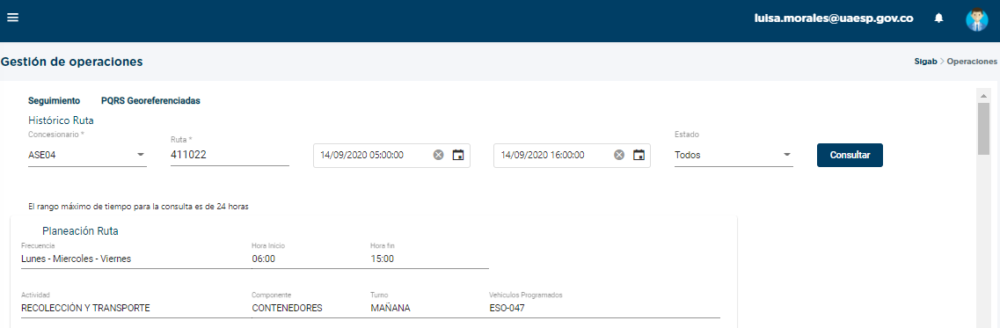 luisa.morales@uaesp.gov.co
Gestión de operaciones
Sigab > Operaciones
Seguimiento PQRS Georeferenciadas
Histórico Ruta
Concesionario * Ruta * Estado
ASE04 411022 14/09/2020 05:00:00 14/09/2020 16:00:00 Todos Consultar
El rango máximo de tiempo para la consulta es de 24 horas
Planeación Ruta
Frecuencia Hora Inicio Hora fin
Lunes - Miercoles - Viernes 06:00 15:00
Actividad Componente Turno Vehículos Programados
RECOLECCIÓN Y TRANSPORTE CONTENEDORES MAÑANA ESO-047